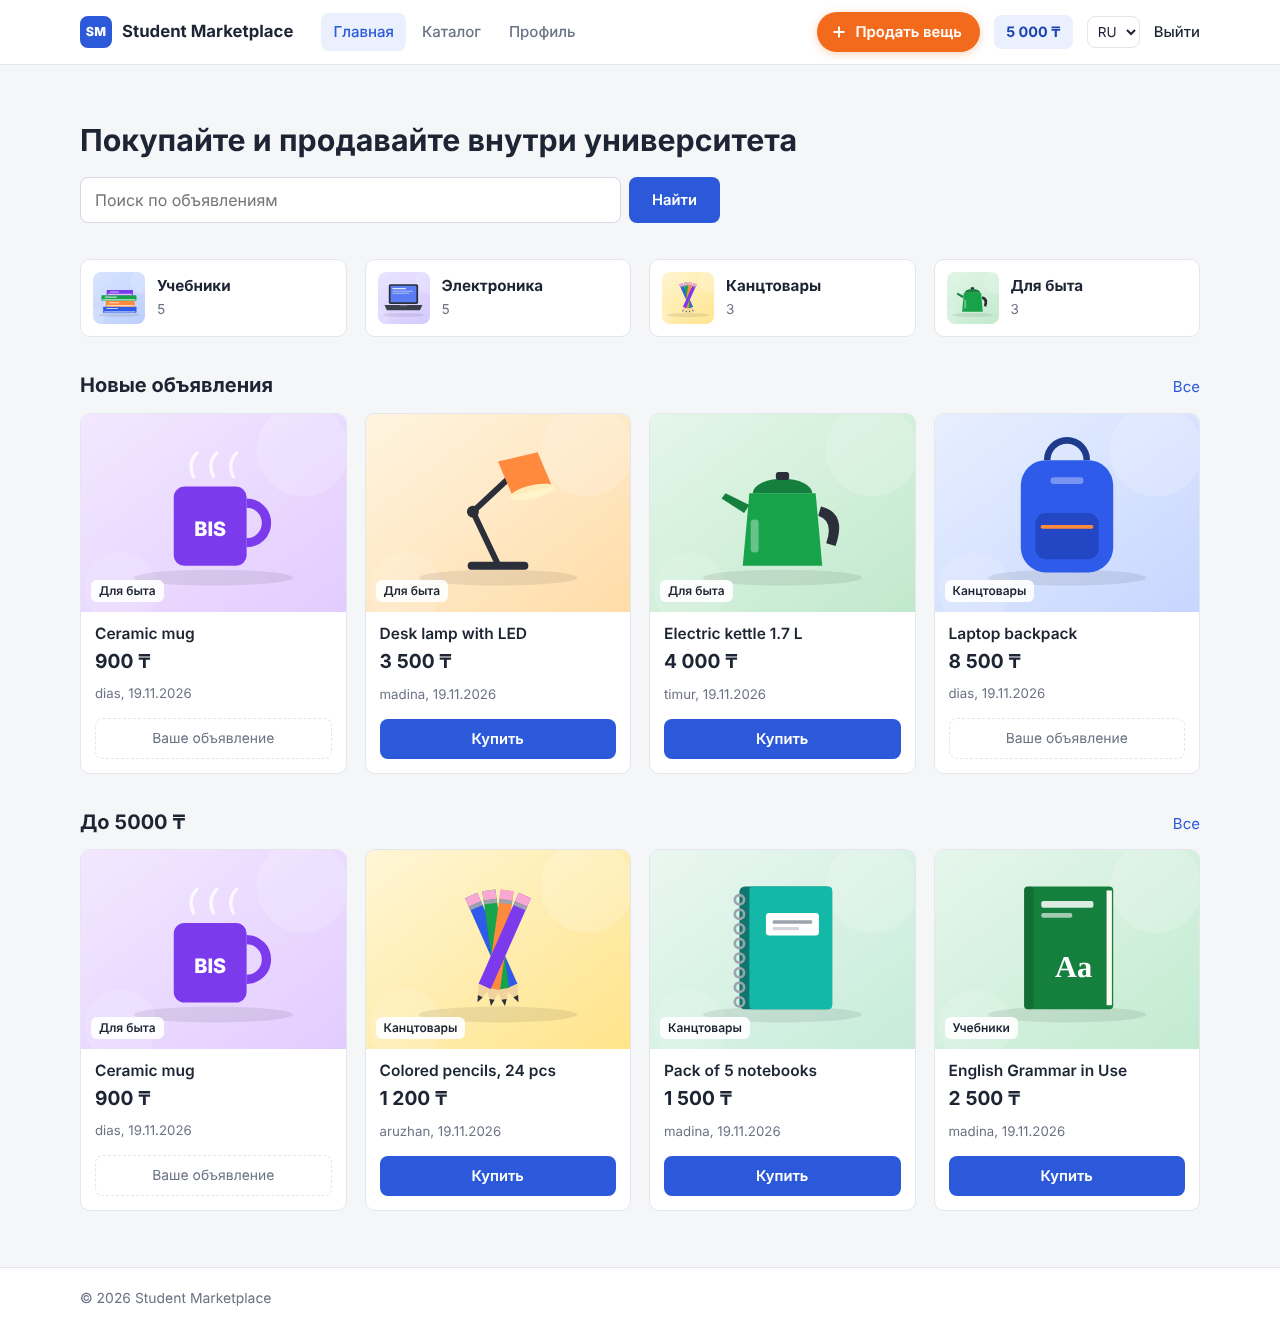 SM Student Marketplace Главная Каталог Профиль + Продать вещь 5 000 ₸ RU Выйти
Покупайте и продавайте внутри университета
Поиск по объявлениям Найти
Учебники
5
Электроника
5
Канцтовары
3
Для быта
3
Новые объявления Все
BIS
Для быта
Ceramic mug
900 ₸
dias, 19.11.2026
Ваше объявление
Для быта
Desk lamp with LED
3 500 ₸
madina, 19.11.2026
Купить
Для быта
Electric kettle 1.7 L
4 000 ₸
timur, 19.11.2026
Купить
Канцтовары
Laptop backpack
8 500 ₸
dias, 19.11.2026
Ваше объявление
До 5000 ₸ Все
BIS
Для быта
Ceramic mug
900 ₸
dias, 19.11.2026
Ваше объявление
Канцтовары
Colored pencils, 24 pcs
1 200 ₸
aruzhan, 19.11.2026
Купить
Канцтовары
Pack of 5 notebooks
1 500 ₸
madina, 19.11.2026
Купить
Aa
Учебники
English Grammar in Use
2 500 ₸
madina, 19.11.2026
Купить
© 2026 Student Marketplace